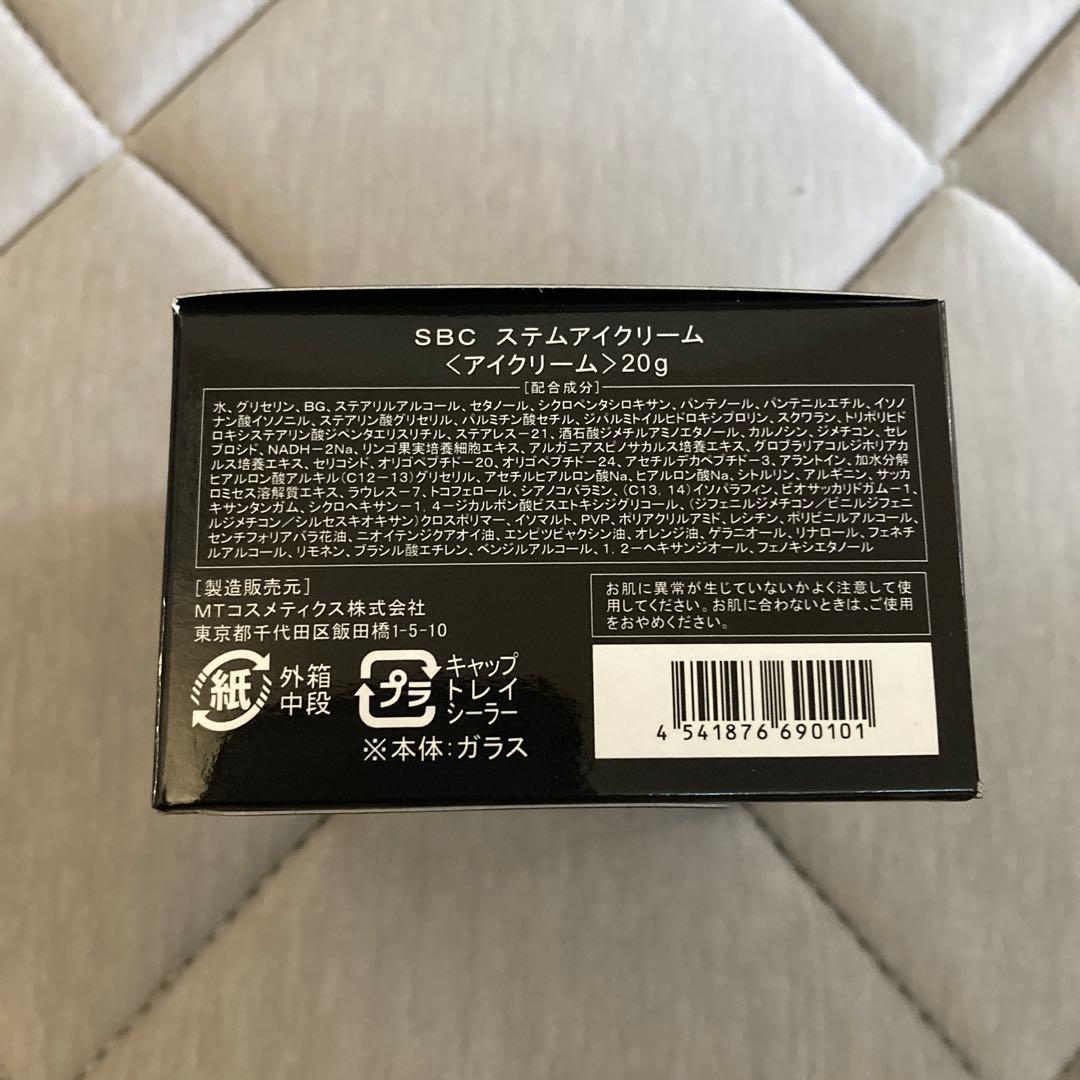 SBC ステムアイクリーム
〈アイクリーム〉20g
[配合成分]
水、グリセリン、BG、ステアリルアルコール、セタノール、シクロペンタシロキサン、パンテノール、パンテニルエチル、イソノ
ナン酸イソノニル、ステアリン酸グリセリル、パルミチン酸セチル、ジパルミトイルヒドロキシプロリン、スクワラン、トリポリヒド
ロキシステアリン酸ジペンタエリスリチル、ステアレス-21、酒石酸ジメチルアミノエタノール、カルノシン、ジメチコン、セレ
ブロシド、NADH-2Na、リンゴ果実培養細胞エキス、アルガニアスピノサカルス培養エキス、グロブラリアコルジホリアカ
ルス培養エキス、セリコンド、オリゴペプチド-20、オリゴペプチド-24、アセチルデカペプチド-3、アラントイン、加水分解
ヒアルロン酸アルキル(C12-13)グリセリル、アセチルヒアルロン酸Na、ヒアルロン酸Na、シトルリン、アルギニン、サッカ
ロミセス溶解質エキス、ラウレス-7、トコフェロール、シアノコバラミン、(C13, 14)イソパラフィン、ビオサッカリドガム-1、
キサンタンガム、シクロヘキサン-1, 4-ジカルボン酸ビスエトキシジグリコール、(ジフェニルジメチコン/ビニルジフェニ
ルジメチコン/シルセスキオキサン)クロスポリマー、イソマルト、PVP、ポリアクリルアミド、レシチン、ポリビニルアルコール、
センチフォリアバラ花油、ニオイテンジクアオイ油、エンピツビャクシン油、オレンジ油、ゲラニオール、リナロール、フェネチ
ルアルコール、リモネン、ブラシル酸エチレン、ベンジルアルコール、1, 2-ヘキサンジオール、フェノキシエタノール
[製造販売元]
MTコスメティクス株式会社
東京都千代田区飯田橋1-5-10
お肌に異常が生じていないかよく注意して使
用してください。お肌に合わないときは、ご使用
をおやめください。
紙
外箱
中段
プラ
キャップ
トレイ
シーラー
※本体:ガラス
4 541876 690101